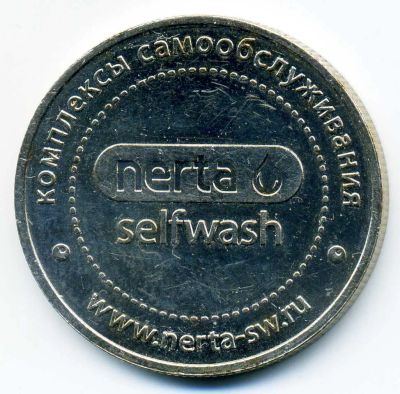 комплексы самообслуживания
nerta
selfwash
www.nerta-sw.ru